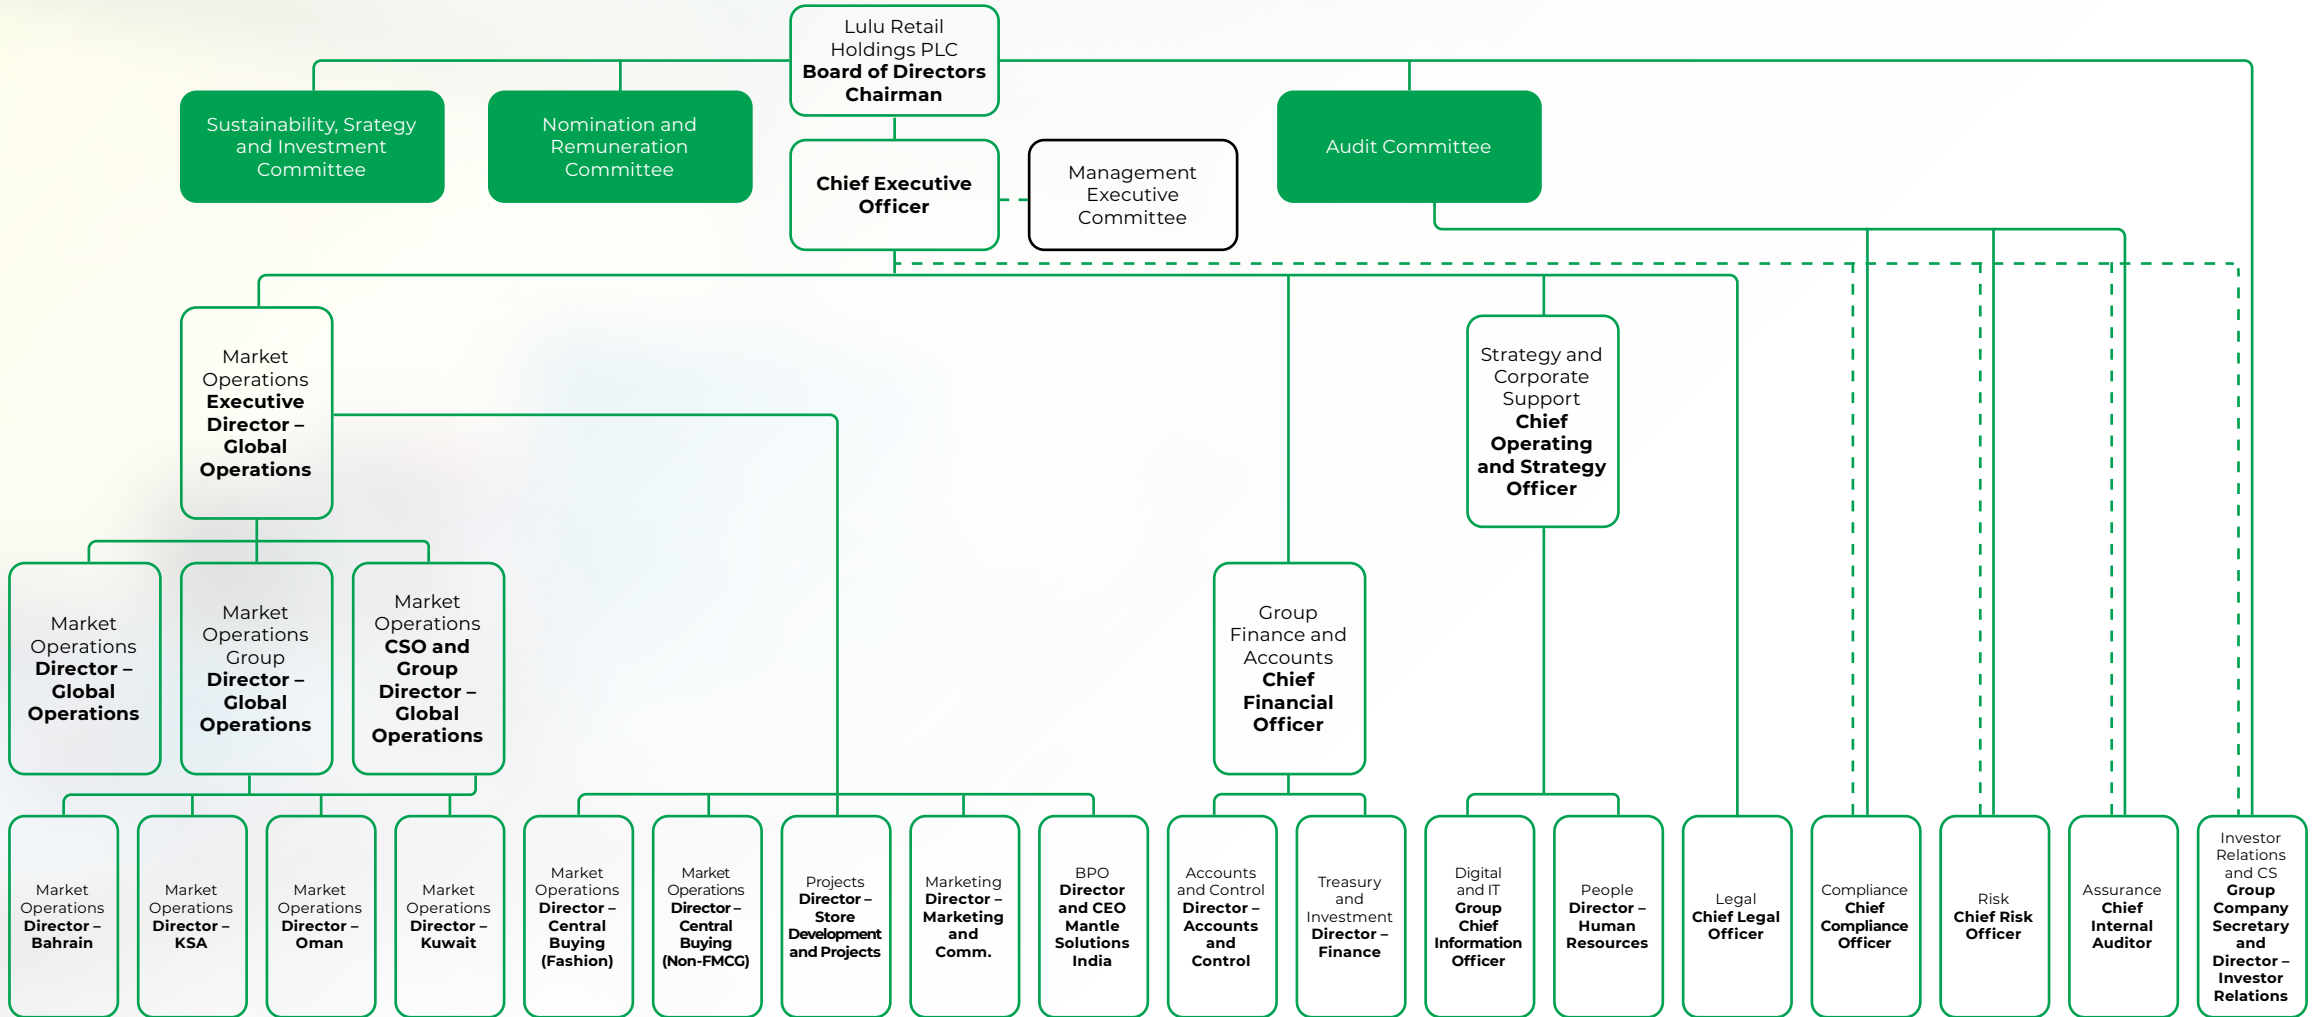 Lulu Retail
Holdings PLC
Board of Directors
Chairman
Sustainability, Srategy
and Investment
Committee
Nomination and
Remuneration
Committee
Chief Executive
Officer
Management
Executive
Committee
Audit Committee
Market
Operations
Executive
Director –
Global
Operations
Strategy and
Corporate
Support
Chief
Operating
and Strategy
Officer
Market
Operations
Director –
Global
Operations
Market
Operations
Group
Director –
Global
Operations
Market
Operations
CSO and
Group
Director –
Global
Operations
Group
Finance and
Accounts
Chief
Financial
Officer
Market
Operations
Director –
Bahrain
Market
Operations
Director –
KSA
Market
Operations
Director –
Oman
Market
Operations
Director –
Kuwait
Market
Operations
Director –
Central
Buying
(Fashion)
Market
Operations
Director –
Central
Buying
(Non-FMCG)
Projects
Director –
Store
Development
and Projects
Marketing
Director –
Marketing
and
Comm.
BPO
Director
and CEO
Mantle
Solutions
India
Accounts
and Control
Director –
Accounts
and
Control
Treasury
and
Investment
Director –
Finance
Digital
and IT
Group
Chief
Information
Officer
People
Director –
Human
Resources
Legal
Chief Legal
Officer
Compliance
Chief
Compliance
Officer
Risk
Chief Risk
Officer
Assurance
Chief
Internal
Auditor
Investor
Relations
and CS
Group
Company
Secretary
and
Director –
Investor
Relations